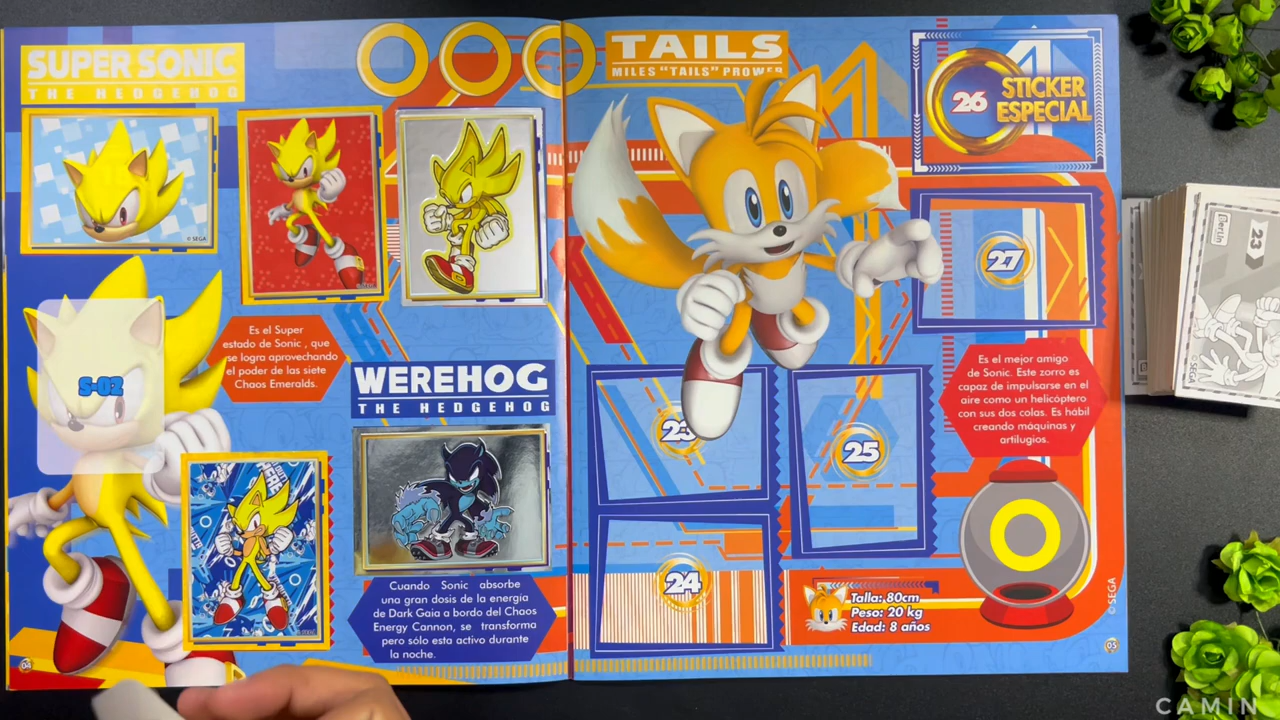 SUPER SONIC
THE HEDGEHOG
© SEGA
Es el Super
estado de Sonic , que
se logra aprovechando
el poder de las siete
Chaos Emeralds.
S-02
WEREHOG
THE HEDGEHOG
Cuando Sonic absorbe
una gran dosis de la energía
de Dark Gaia a bordo del Chaos
Energy Cannon, se transforma
pero sólo esta activo durante
la noche.
04
TAILS
MILES "TAILS" PROWER
26
STICKER
ESPECIAL
27
23
25
24
Es el mejor amigo
de Sonic. Este zorro es
capaz de impulsarse en el
aire como un helicóptero
con sus dos colas. Es hábil
creando máquinas y
artilugios.
Talla: 80cm
Peso: 20 kg
Edad: 8 años
© SEGA
05
23
©SEGA
CAMIN